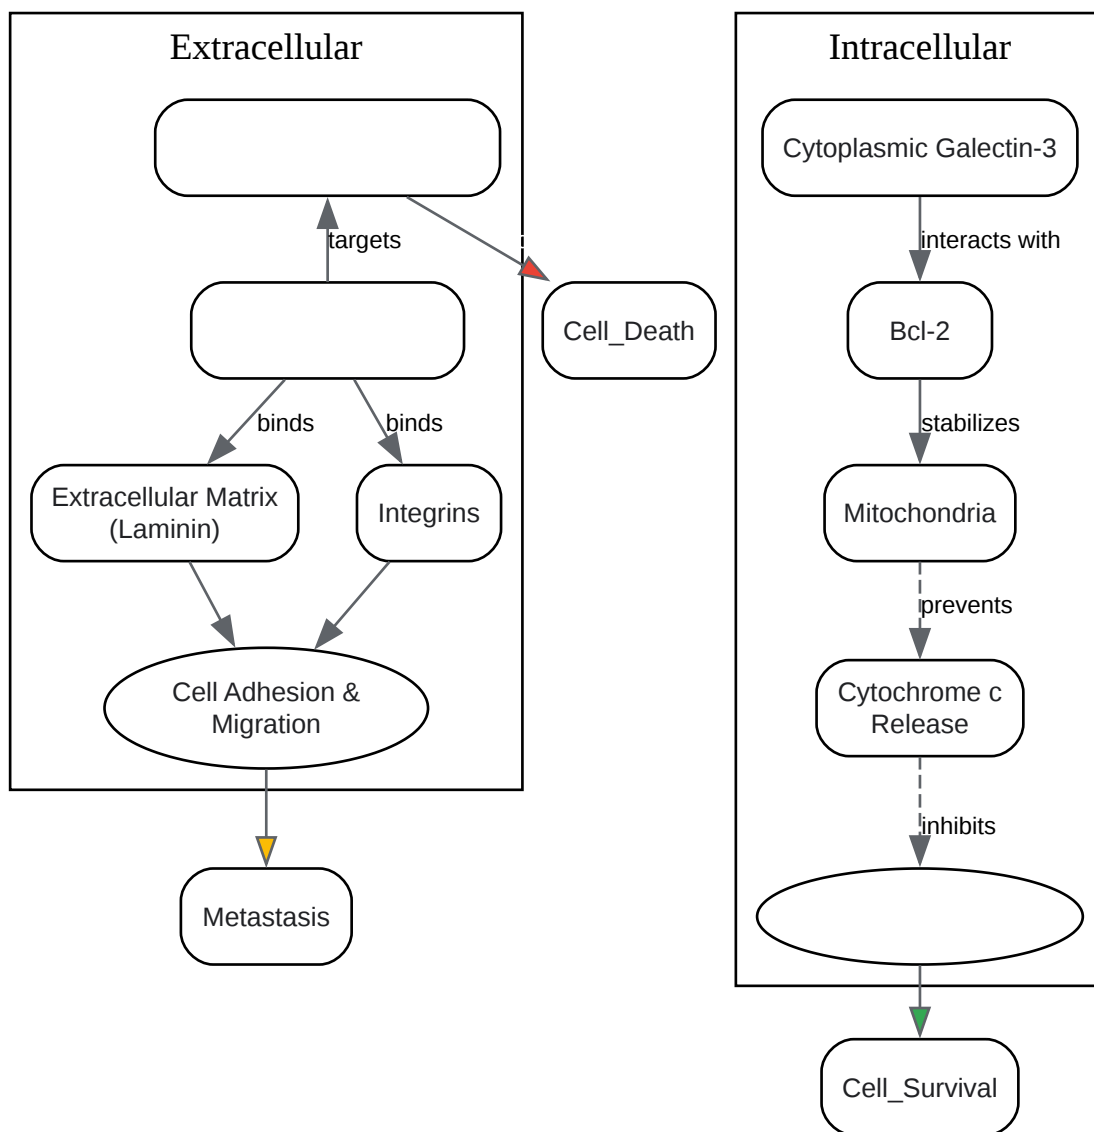 Extracellular
targets
Cell_Death
binds
binds
Extracellular Matrix
(Laminin)
Integrins
Cell Adhesion &
Migration
Metastasis
Intracellular
Cytoplasmic Galectin-3
interacts with
Bcl-2
stabilizes
Mitochondria
prevents
Cytochrome c
Release
inhibits
Cell_Survival